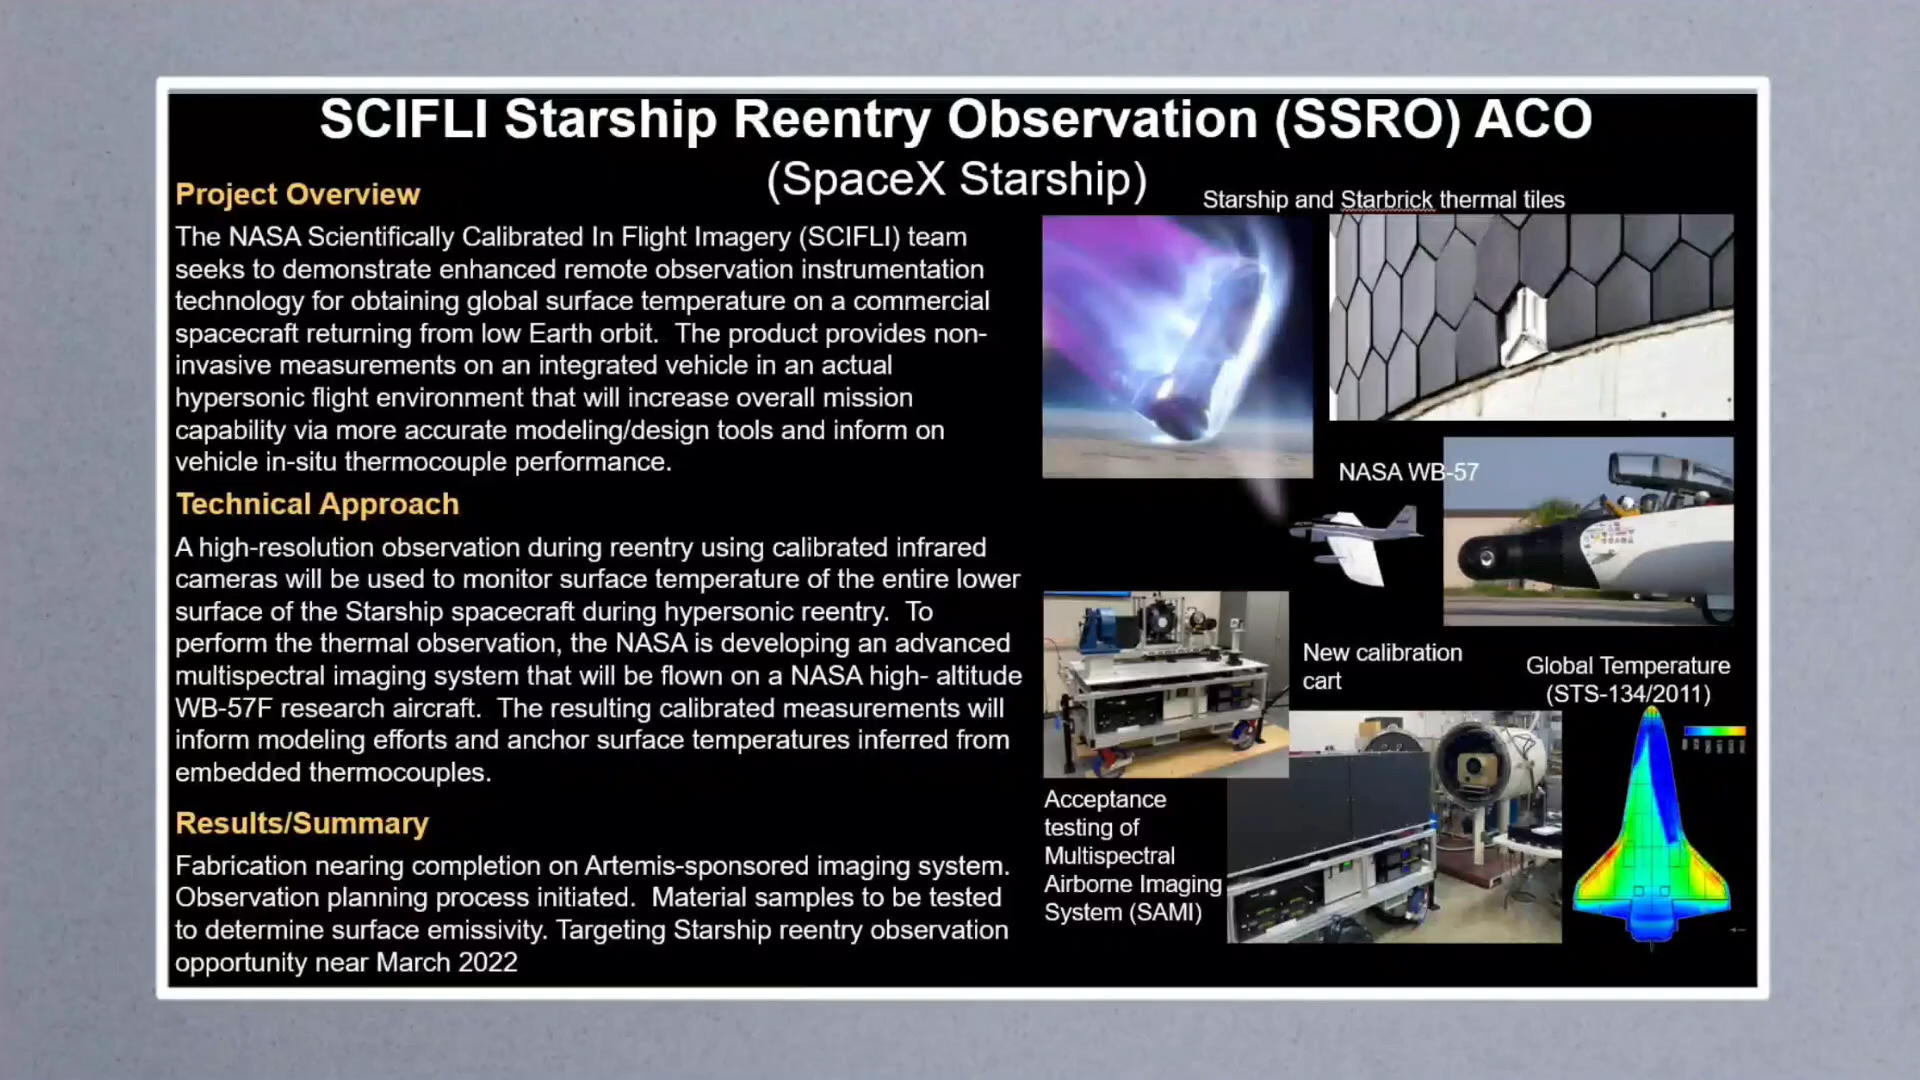 SCIFLI Starship Reentry Observation (SSRO) ACO
(SpaceX Starship)
Project Overview
The NASA Scientifically Calibrated In Flight Imagery (SCIFLI) team
seeks to demonstrate enhanced remote observation instrumentation
technology for obtaining global surface temperature on a commercial
spacecraft returning from low Earth orbit.  The product provides non-
invasive measurements on an integrated vehicle in an actual
hypersonic flight environment that will increase overall mission
capability via more accurate modeling/design tools and inform on
vehicle in-situ thermocouple performance.
Technical Approach
A high-resolution observation during reentry using calibrated infrared
cameras will be used to monitor surface temperature of the entire lower
surface of the Starship spacecraft during hypersonic reentry.  To
perform the thermal observation, the NASA is developing an advanced
multispectral imaging system that will be flown on a NASA high- altitude
WB-57F research aircraft.  The resulting calibrated measurements will
inform modeling efforts and anchor surface temperatures inferred from
embedded thermocouples.
Results/Summary
Fabrication nearing completion on Artemis-sponsored imaging system.
Observation planning process initiated.  Material samples to be tested
to determine surface emissivity. Targeting Starship reentry observation
opportunity near March 2022
Starship and Starbrick thermal tiles
NASA WB-57
New calibration
cart
Global Temperature
(STS-134/2011)
Acceptance
testing of
Multispectral
Airborne Imaging
System (SAMI)